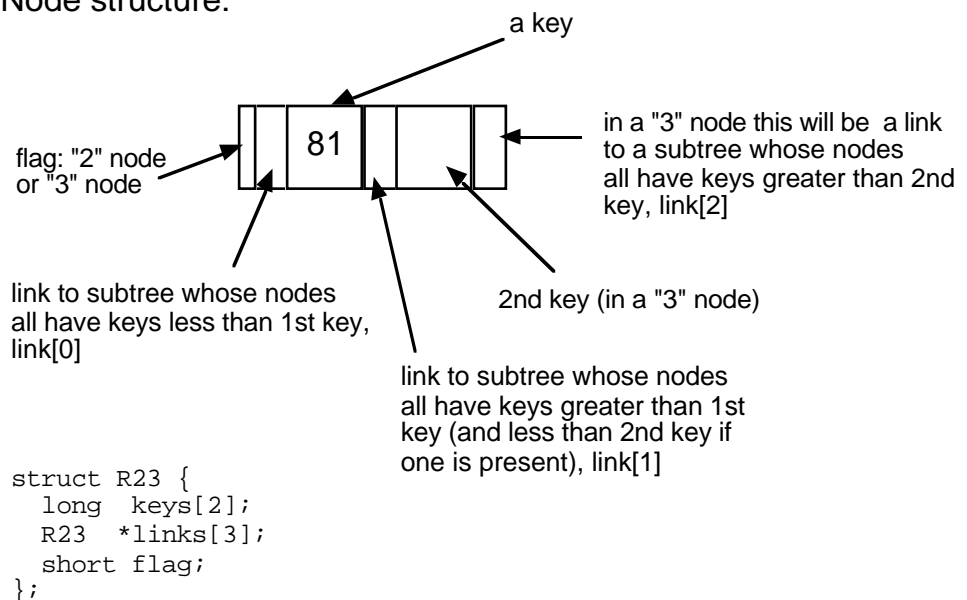 Node structure:
a key
81
flag: "2" node
or "3" node
in a "3" node this will be a link
to a subtree whose nodes
all have keys greater than 2nd
key, link[2]
link to subtree whose nodes
all have keys less than 1st key,
link[0]
2nd key (in a "3" node)
link to subtree whose nodes
all have keys greater than 1st
key (and less than 2nd key if
one is present), link[1]
struct R23 {
  long  keys[2];
  R23  *links[3];
  short flag;
};